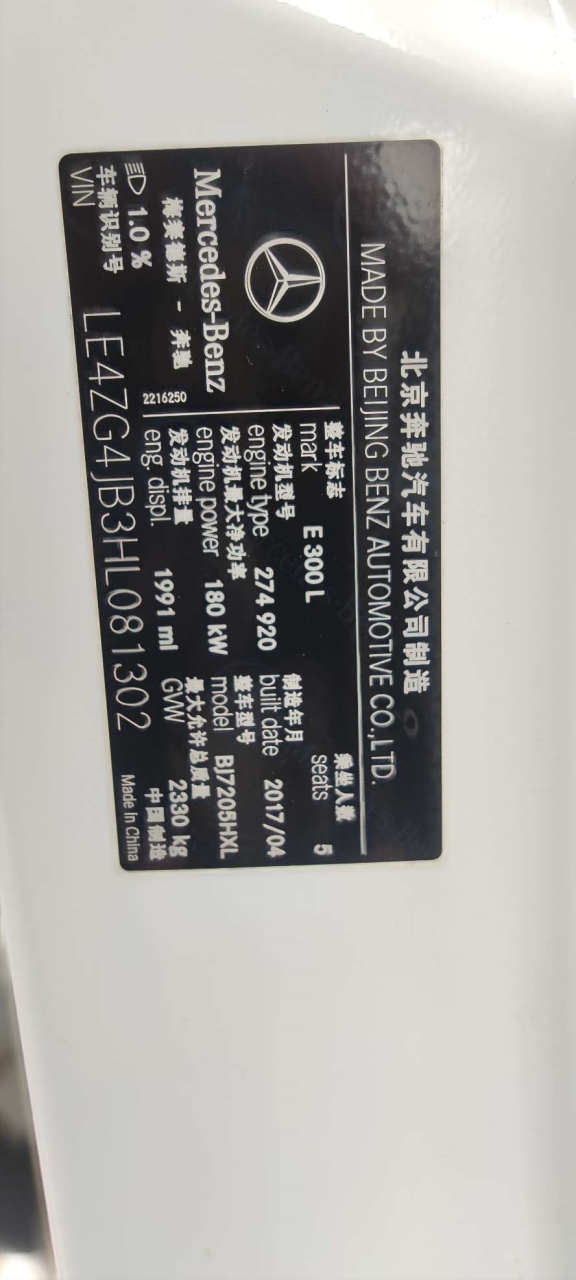 北京奔驰汽车有限公司制造
MADE BY BEIJING BENZ AUTOMOTIVE CO.,LTD.
Mercedes-Benz
梅赛德斯 - 奔驰
1.0 %
2216250
整车标志
mark E 300 L
乘坐人数
seats 5
发动机型号
engine type 274 920
制造年月
built date 2017/04
发动机最大净功率
engine power 180 kW
整车型号
model BJ7205HXL
发动机排量
eng. displ. 1991 ml
最大允许总质量
GVW 2330 kg
车辆识别号
VIN LE4ZG4JB3HL081302
中国制造
Made In China